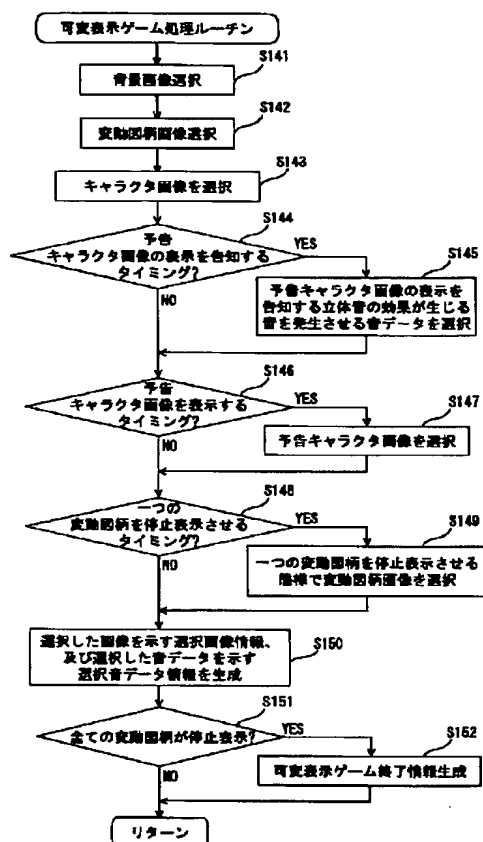 可変表示ゲーム処理ルーチン
S141
背景画像選択
S142
変動図柄画像選択
S143
キャラクタ画像を選択
S144
予告
キャラクタ画像の表示を告知する
タイミング?
YES
NO
S145
予告キャラクタ画像の表示を
告知する立体音の効果が生じる
音を発生させる音データを選択
S146
予告
キャラクタ画像を表示する
タイミング?
YES
NO
S147
予告キャラクタ画像を選択
S148
一つの
変動図柄を停止表示させる
タイミング?
YES
NO
S149
一つの変動図柄を停止表示させる
態様で変動図柄画像を選択
選択した画像を示す選択画像情報、
及び選択した音データを示す
選択音データ情報を生成
S150
S151
全ての変動図柄が停止表示?
YES
NO
S152
可変表示ゲーム終了情報生成
リターン